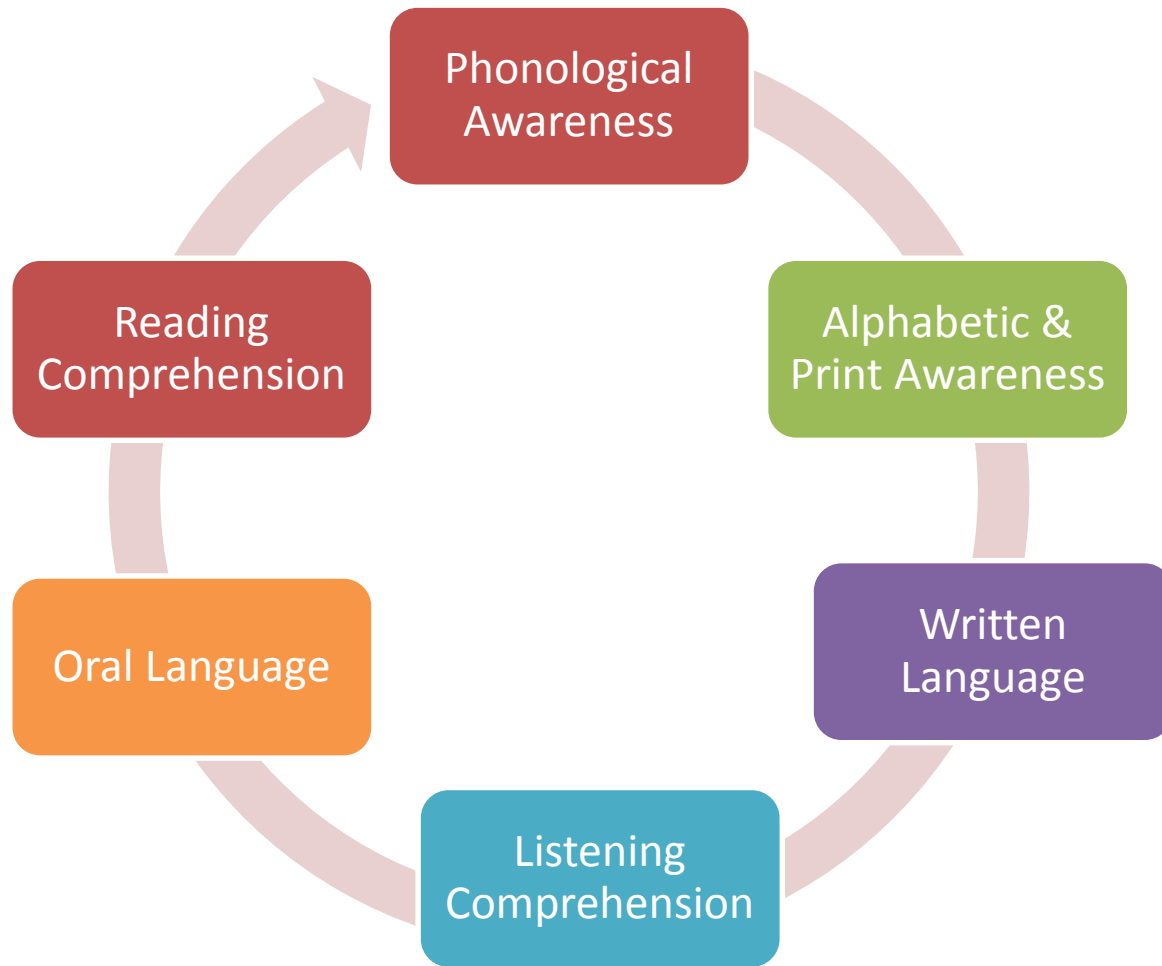 Phonological
Awareness
Alphabetic &
Print Awareness
Written
Language
Listening
Comprehension
Oral Language
Reading
Comprehension